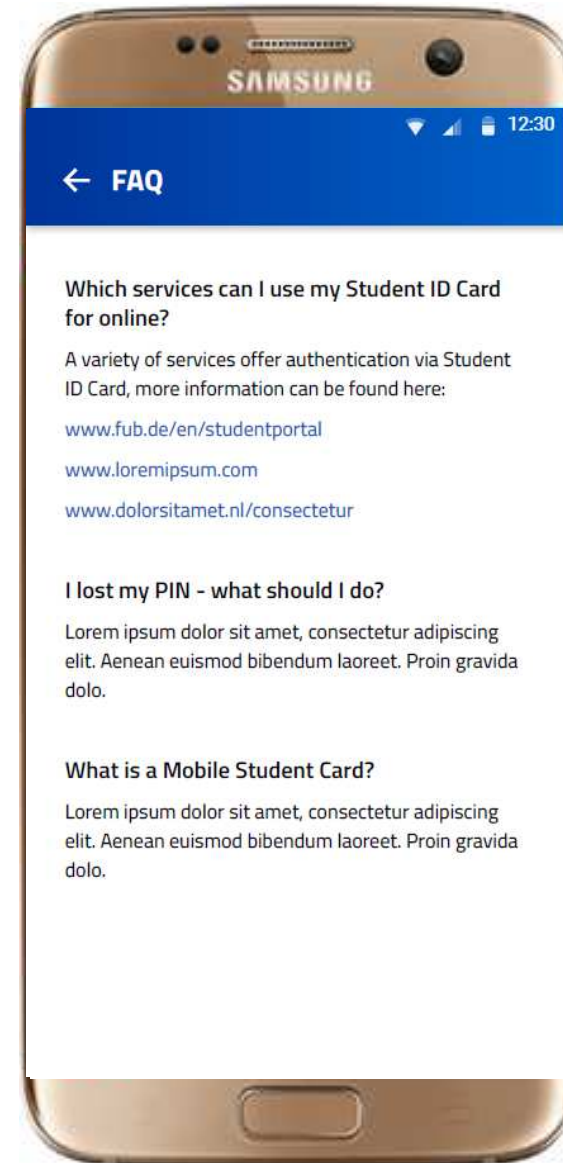 SAMSUNG
12:30
← FAQ
Which services can I use my Student ID Card
for online?
A variety of services offer authentication via Student
ID Card, more information can be found here:
www.fub.de/en/studentportal
www.loremipsum.com
www.dolorsitamet.nl/consectetur
I lost my PIN - what should I do?
Lorem ipsum dolor sit amet, consectetur adipiscing
elit. Aenean euismod bibendum laoreet. Proin gravida
dolo.
What is a Mobile Student Card?
Lorem ipsum dolor sit amet, consectetur adipiscing
elit. Aenean euismod bibendum laoreet. Proin gravida
dolo.